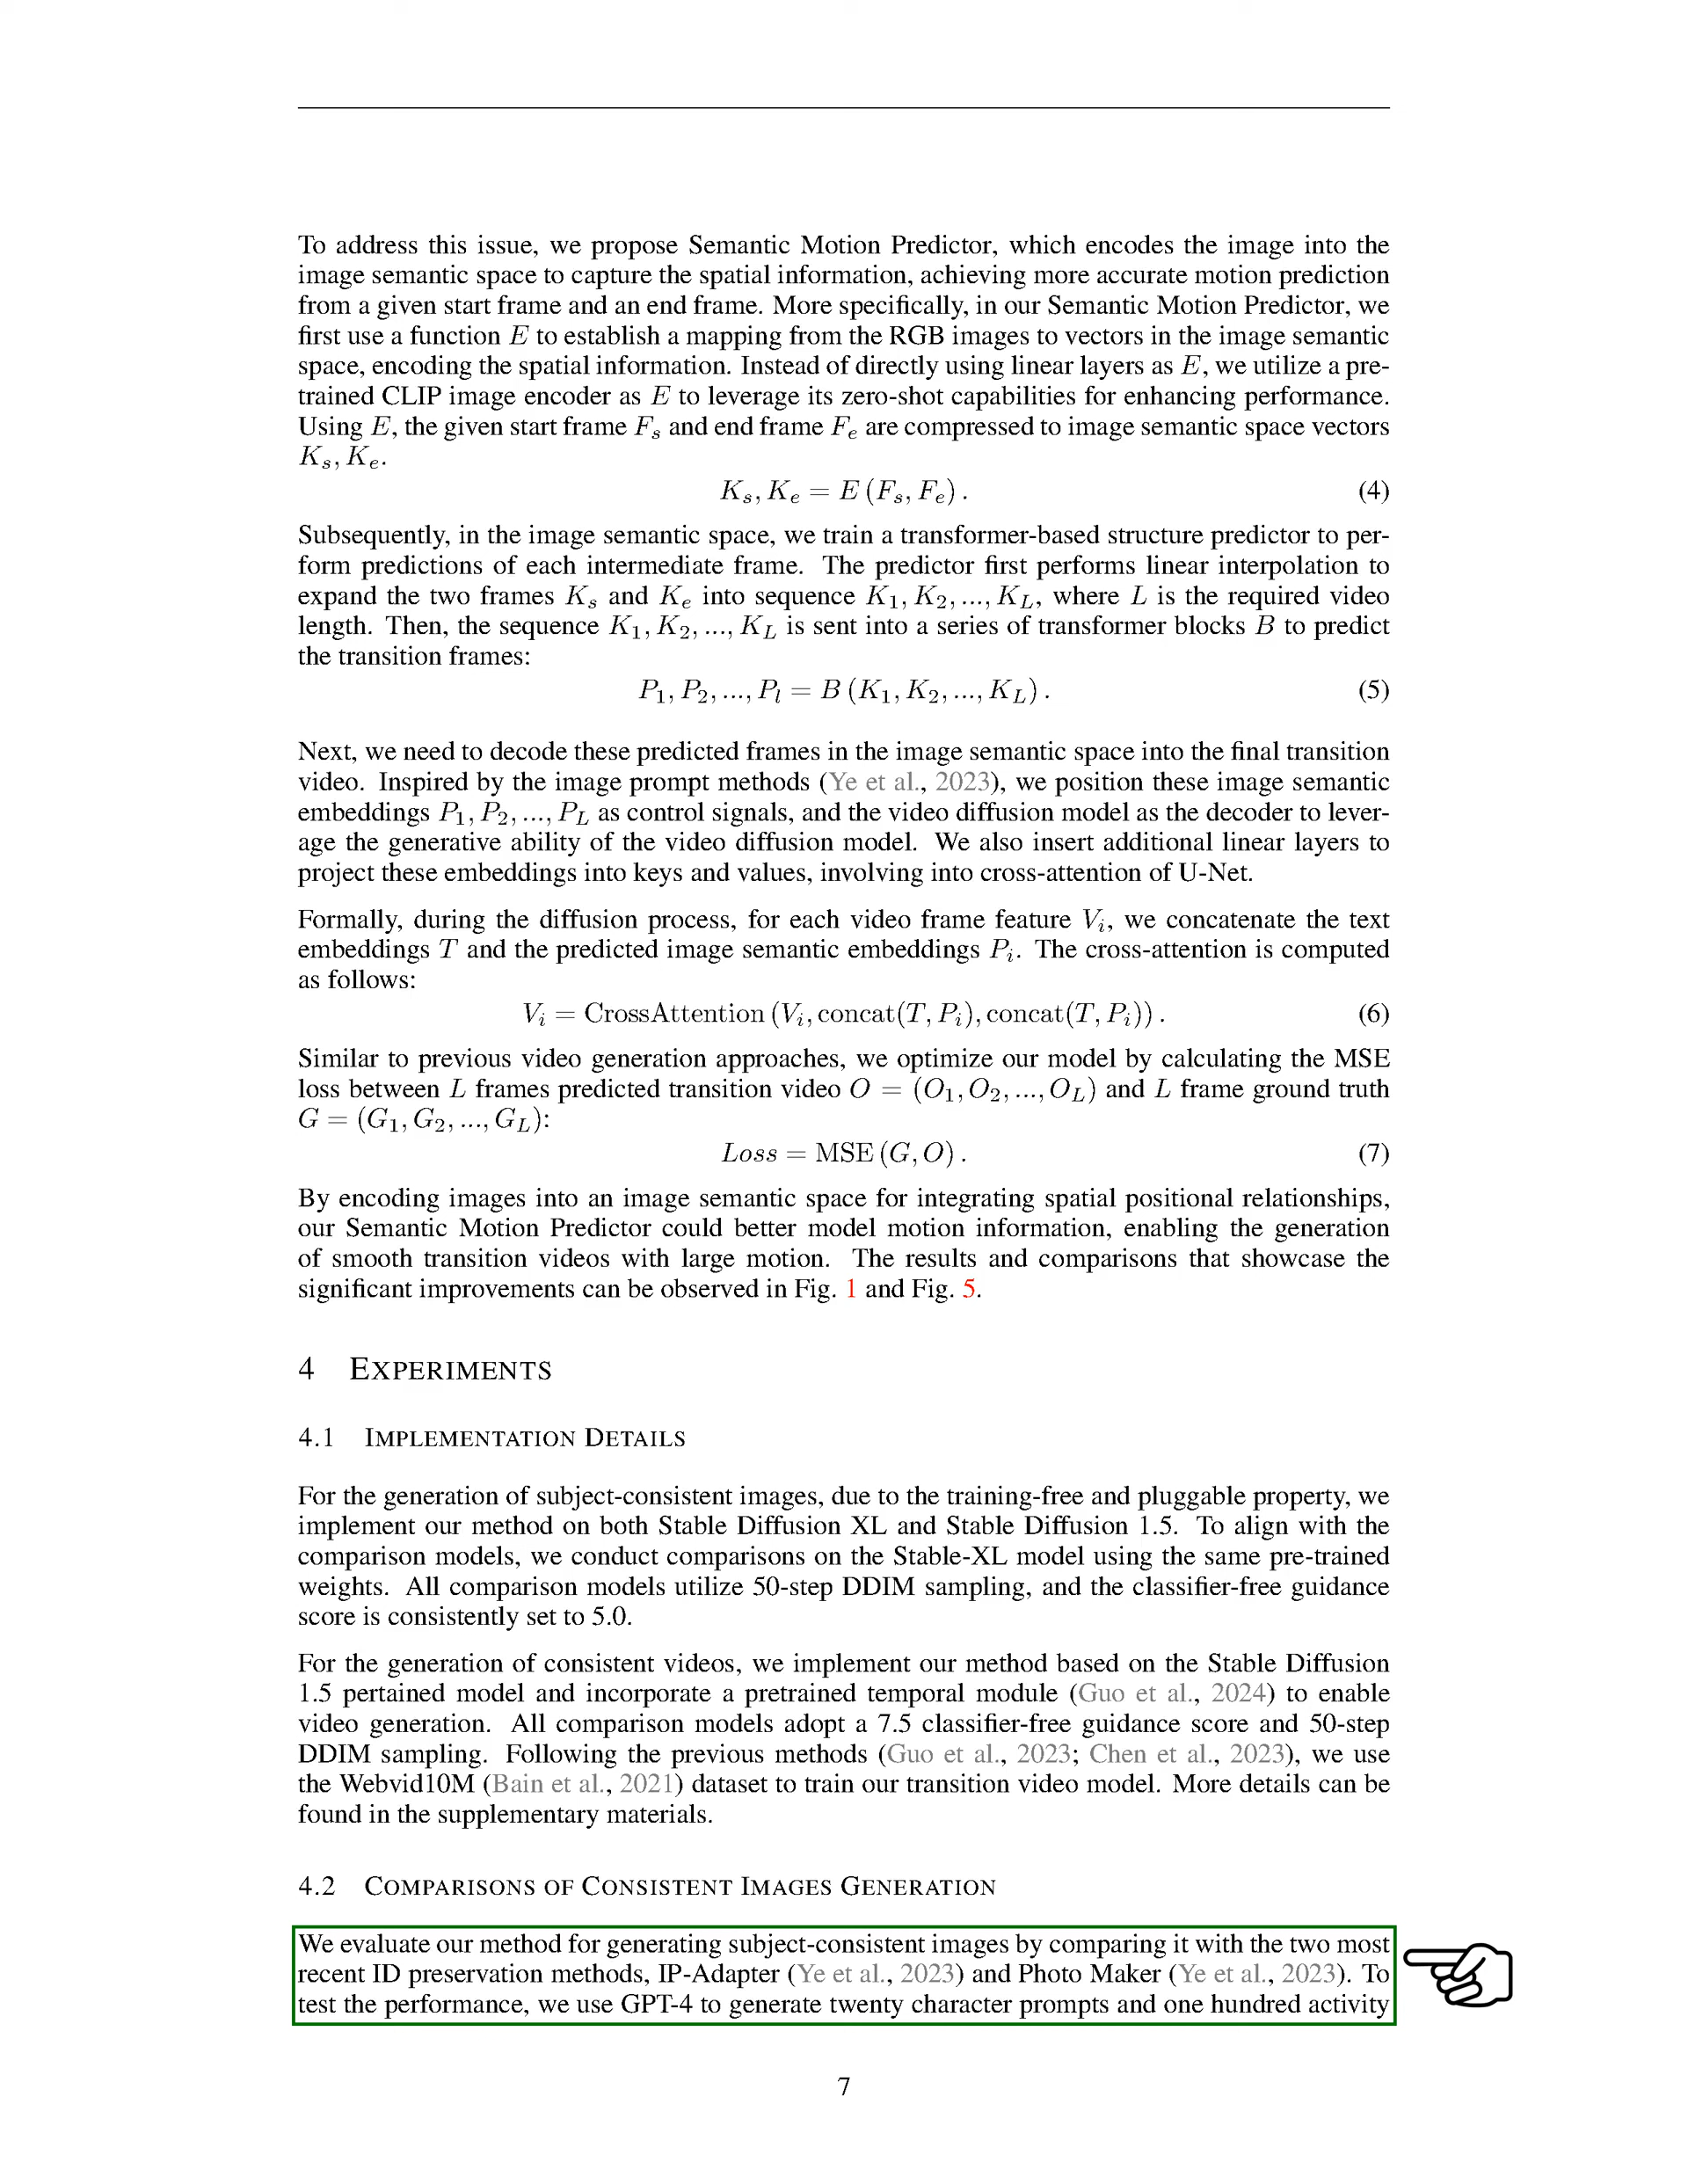 To address this issue, we propose Semantic Motion Predictor, which encodes the image into the
image semantic space to capture the spatial information, achieving more accurate motion prediction
from a given start frame and an end frame. More specifically, in our Semantic Motion Predictor, we
first use a function E to establish a mapping from the RGB images to vectors in the image semantic
space, encoding the spatial information. Instead of directly using linear layers as E, we utilize a pre-
trained CLIP image encoder as E to leverage its zero-shot capabilities for enhancing performance.
Using E, the given start frame F_s and end frame F_e are compressed to image semantic space vectors
K_s, K_e.
K_s, K_e = E (F_s, F_e) . (4)
Subsequently, in the image semantic space, we train a transformer-based structure predictor to per-
form predictions of each intermediate frame. The predictor first performs linear interpolation to
expand the two frames K_s and K_e into sequence K_1, K_2, ..., K_L, where L is the required video
length. Then, the sequence K_1, K_2, ..., K_L is sent into a series of transformer blocks B to predict
the transition frames:
P_1, P_2, ..., P_l = B (K_1, K_2, ..., K_L) . (5)
Next, we need to decode these predicted frames in the image semantic space into the final transition
video. Inspired by the image prompt methods (Ye et al., 2023), we position these image semantic
embeddings P_1, P_2, ..., P_L as control signals, and the video diffusion model as the decoder to lever-
age the generative ability of the video diffusion model. We also insert additional linear layers to
project these embeddings into keys and values, involving into cross-attention of U-Net.
Formally, during the diffusion process, for each video frame feature V_i, we concatenate the text
embeddings T and the predicted image semantic embeddings P_i. The cross-attention is computed
as follows:
V_i = CrossAttention (V_i, concat(T, P_i), concat(T, P_i)) . (6)
Similar to previous video generation approaches, we optimize our model by calculating the MSE
loss between L frames predicted transition video O = (O_1, O_2, ..., O_L) and L frame ground truth
G = (G_1, G_2, ..., G_L):
Loss = MSE (G, O) . (7)
By encoding images into an image semantic space for integrating spatial positional relationships,
our Semantic Motion Predictor could better model motion information, enabling the generation
of smooth transition videos with large motion. The results and comparisons that showcase the
significant improvements can be observed in Fig. 1 and Fig. 5.
4 EXPERIMENTS
4.1 IMPLEMENTATION DETAILS
For the generation of subject-consistent images, due to the training-free and pluggable property, we
implement our method on both Stable Diffusion XL and Stable Diffusion 1.5. To align with the
comparison models, we conduct comparisons on the Stable-XL model using the same pre-trained
weights. All comparison models utilize 50-step DDIM sampling, and the classifier-free guidance
score is consistently set to 5.0.
For the generation of consistent videos, we implement our method based on the Stable Diffusion
1.5 pertained model and incorporate a pretrained temporal module (Guo et al., 2024) to enable
video generation. All comparison models adopt a 7.5 classifier-free guidance score and 50-step
DDIM sampling. Following the previous methods (Guo et al., 2023; Chen et al., 2023), we use
the Webvid10M (Bain et al., 2021) dataset to train our transition video model. More details can be
found in the supplementary materials.
4.2 COMPARISONS OF CONSISTENT IMAGES GENERATION
We evaluate our method for generating subject-consistent images by comparing it with the two most
recent ID preservation methods, IP-Adapter (Ye et al., 2023) and Photo Maker (Ye et al., 2023). To
test the performance, we use GPT-4 to generate twenty character prompts and one hundred activity
7